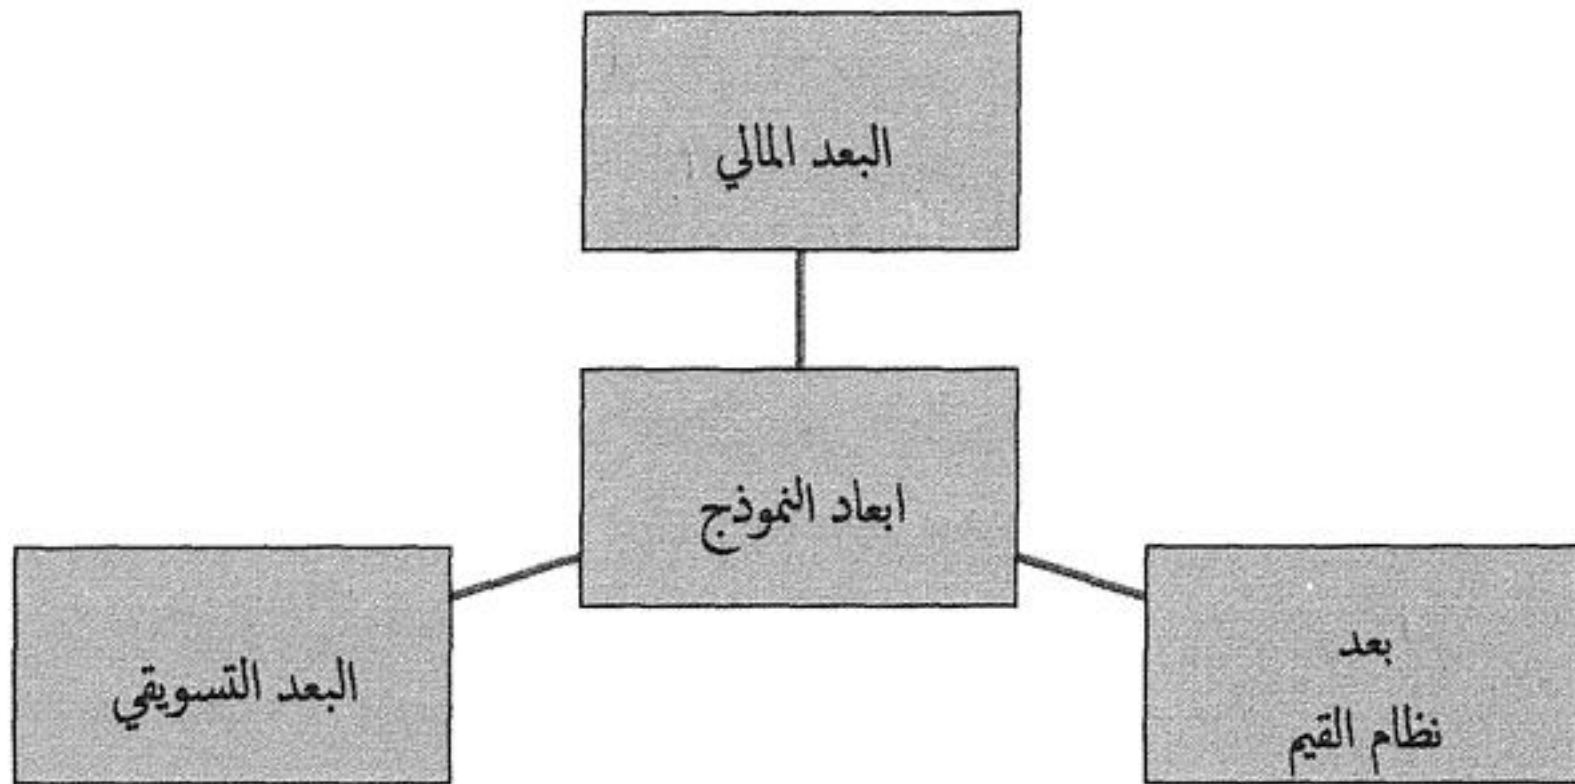 البعد المالي
ابعاد النموذج
بعد
نظام القيم
البعد التسويقي